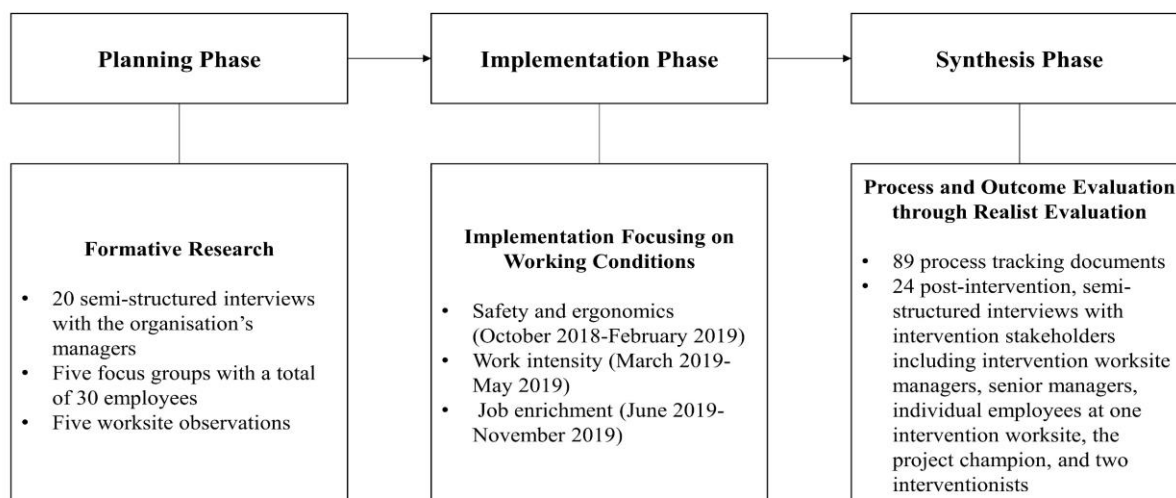 Planning Phase
Implementation Phase
Synthesis Phase
Formative Research
• 20 semi-structured interviews
with the organisation's
managers
• Five focus groups with a total
of 30 employees
• Five worksite observations
Implementation Focusing on
Working Conditions
• Safety and ergonomics
(October 2018-February 2019)
• Work intensity (March 2019-
May 2019)
• Job enrichment (June 2019-
November 2019)
Process and Outcome Evaluation
through Realist Evaluation
• 89 process tracking documents
• 24 post-intervention, semi-
structured interviews with
intervention stakeholders
including intervention worksite
managers, senior managers,
individual employees at one
intervention worksite, the
project champion, and two
interventionists